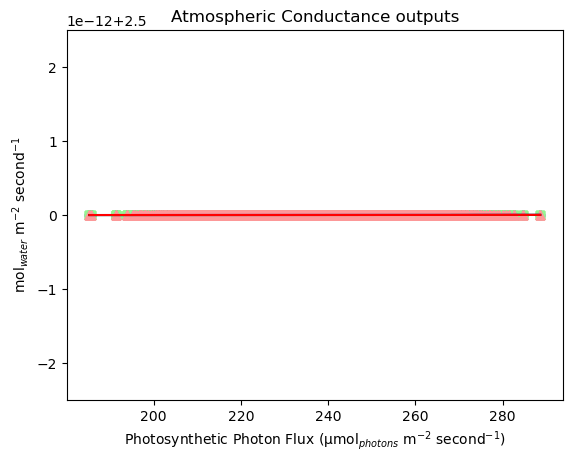 Atmospheric Conductance outputs
1e−12+2.5
2
1
0
−1
−2
mol_water m⁻² second⁻¹
200 220 240 260 280
Photosynthetic Photon Flux (μmol_photons m⁻² second⁻¹)